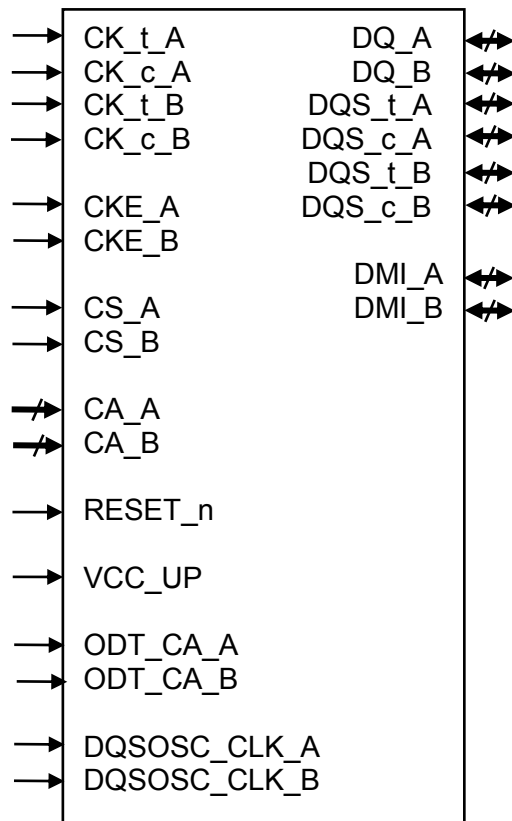 CK_t_A
CK_c_A
CK_t_B
CK_c_B
CKE_A
CKE_B
CS_A
CS_B
CA_A
CA_B
RESET_n
VCC_UP
ODT_CA_A
ODT_CA_B
DQSOSC_CLK_A
DQSOSC_CLK_B
DQ_A
DQ_B
DQS_t_A
DQS_c_A
DQS_t_B
DQS_c_B
DMI_A
DMI_B